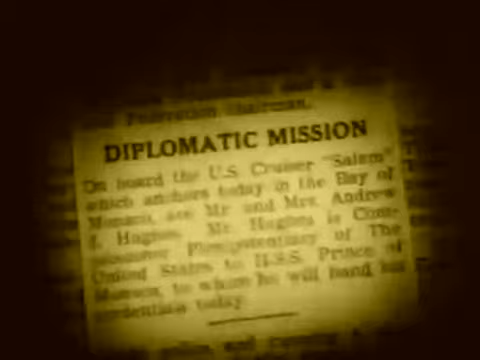 Federation Chairman.
DIPLOMATIC MISSION
On board the U.S. Cruiser "Salem"
which anchors today in the Bay of
Monaco, are Mr. and Mrs. Andrew
Hughes. Mr. Hughes is
Plenipotentiary of The
United States to H.S.S. Prince of
Monaco, to whom he will hand his
credentials today.
and